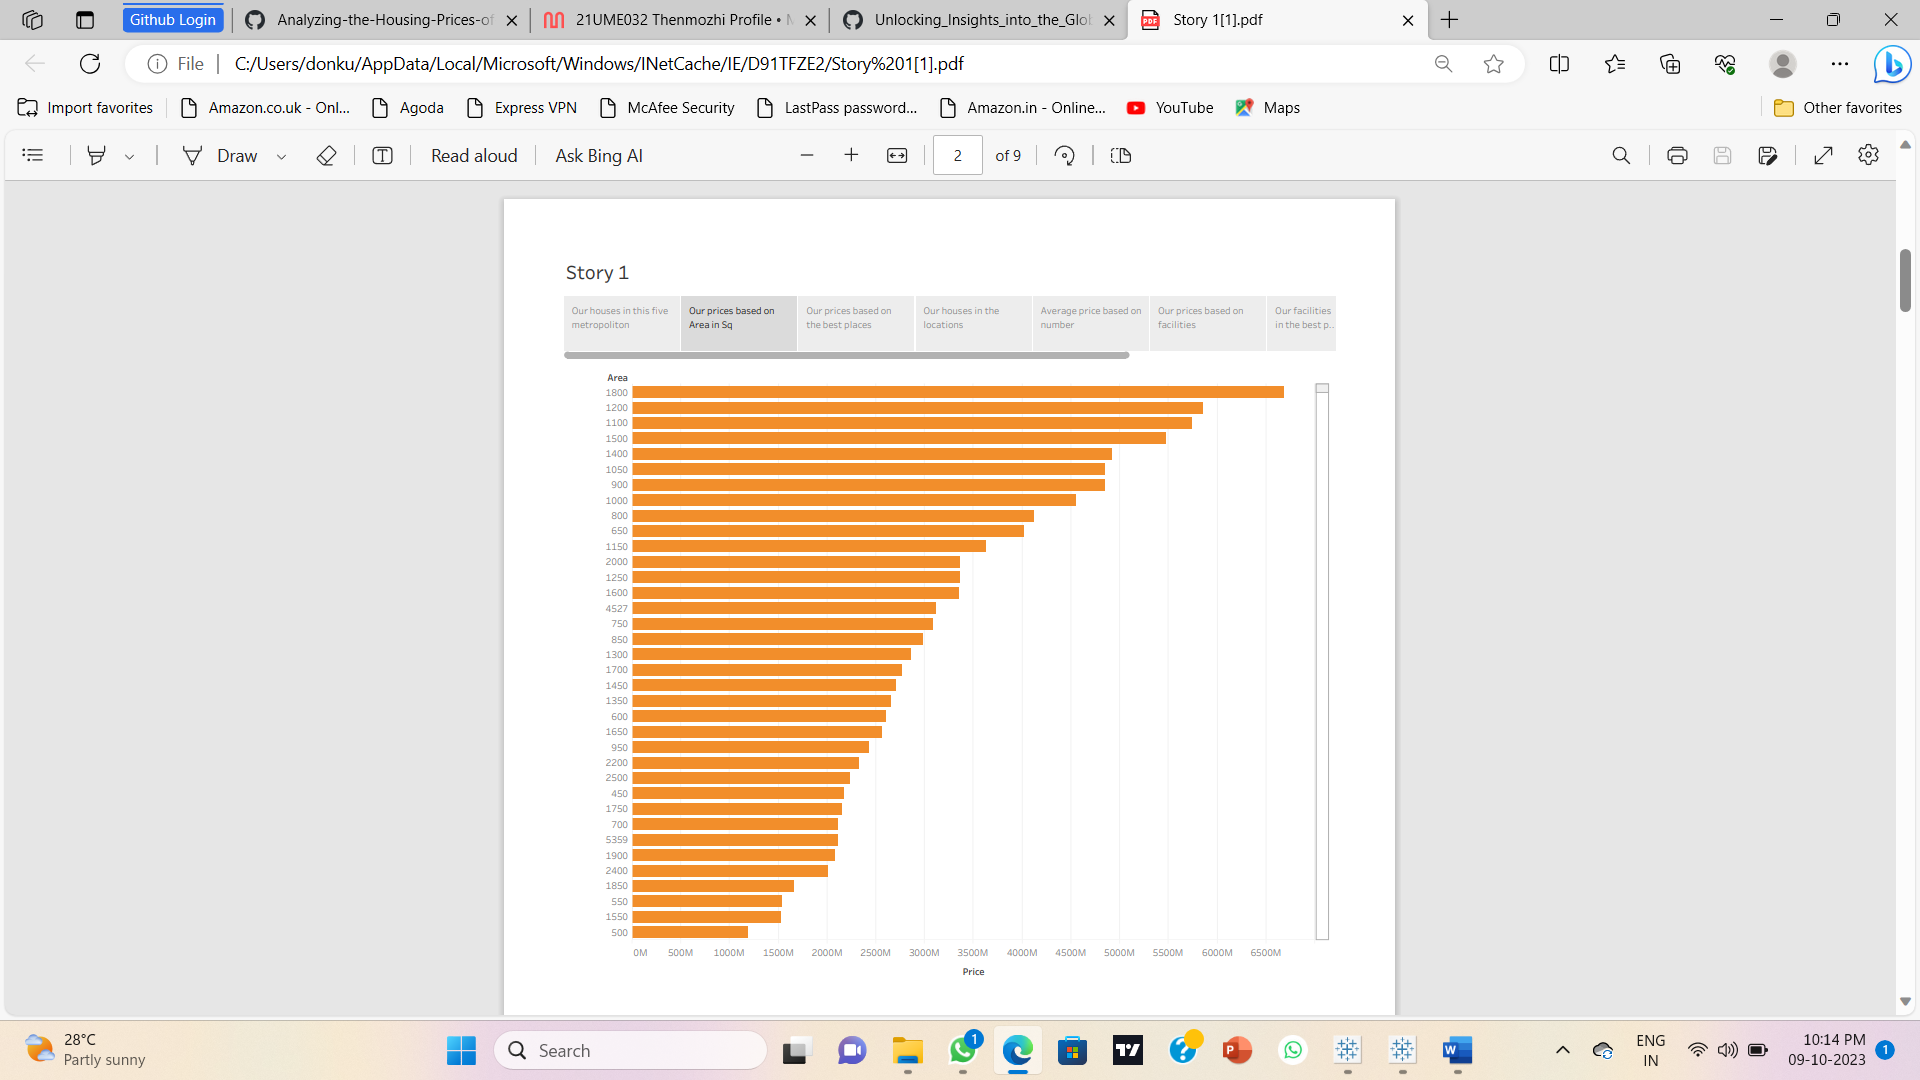 Github Login
Analyzing-the-Housing-Prices-of
21UME032 Thenmozhi Profile •
Unlocking_Insights_into_the_Glo
Story 1[1].pdf
File
C:/Users/donku/AppData/Local/Microsoft/Windows/INetCache/IE/D91TFZE2/Story%201[1].pdf
Import favorites
Amazon.co.uk - Onl...
Agoda
Express VPN
McAfee Security
LastPass password...
Amazon.in - Online...
YouTube
Maps
Other favorites
Draw
Read aloud
Ask Bing AI
2
of 9
Story 1
Our houses in this five
metropoliton
Our prices based on
Area in Sq
Our prices based on
the best places
Our houses in the
locations
Average price based on
number
Our prices based on
facilities
Our facilities
in the best p..
Area
1800
1200
1100
1500
1400
1050
900
1000
800
650
1150
2000
1250
1600
4527
750
850
1300
1700
1450
1350
600
1650
950
2200
2500
450
1750
700
5359
1900
2400
1850
550
1550
500
0M 500M 1000M 1500M 2000M 2500M 3000M 3500M 4000M 4500M 5000M 5500M 6000M 6500M
Price
28°C
Partly sunny
Search
1
ENG
IN
10:14 PM
09-10-2023
1